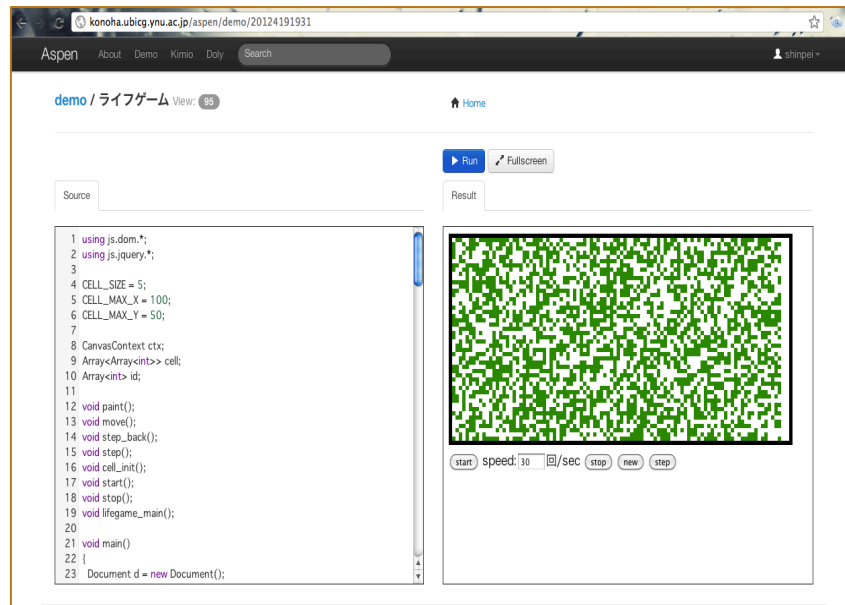 konoha.ubicg.ynu.ac.jp/aspen/demo/20124191931
Aspen About Demo Kimio Doly Search shinpei
demo / ライフゲーム View: 95
Home
Run Fullscreen
Source
Result
1 using js.dom.*;
2 using js.jquery.*;
3
4 CELL_SIZE = 5;
5 CELL_MAX_X = 100;
6 CELL_MAX_Y = 50;
7
8 CanvasContext ctx;
9 Array<Array<int>> cell;
10 Array<int> id;
11
12 void paint();
13 void move();
14 void step_back();
15 void step();
16 void cell_init();
17 void start();
18 void stop();
19 void lifegame_main();
20
21 void main()
22 {
23 Document d = new Document();
start speed: 30 回/sec stop new step